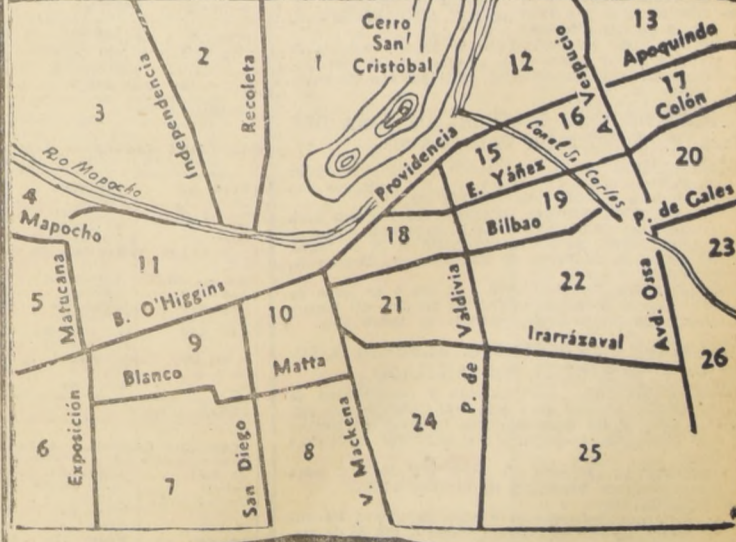 Cerro
San
Cristóbal
13
Apoquindo
12
A. Vespucio
2
1
3
Independencia
Recoleta
17
Colón
16
Canal Sn Carlos
Providencia
15
E. Yáñez
20
Rio Mapocho
4
Mapocho
19
Bilbao
P. de Gales
18
23
11
5
Matucana
B. O'Higgins
10
21
Valdivia
22
Avd. Ossa
9
Irarrázaval
26
Blanco
Matta
P. de
6
Exposición
7
San Diego
8
V. Mackena
24
25